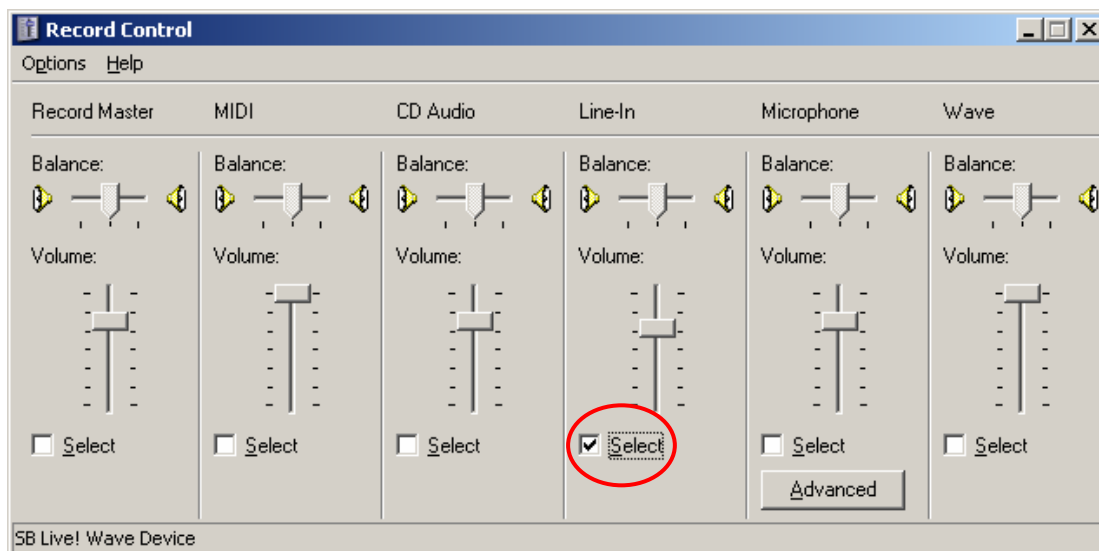 Record Control
Options Help
Record Master MIDI CD Audio Line-In Microphone Wave
Balance: Balance: Balance: Balance: Balance: Balance:
Volume: Volume: Volume: Volume: Volume: Volume:
Select Select Select Select Select Select
Advanced
SB Live! Wave Device